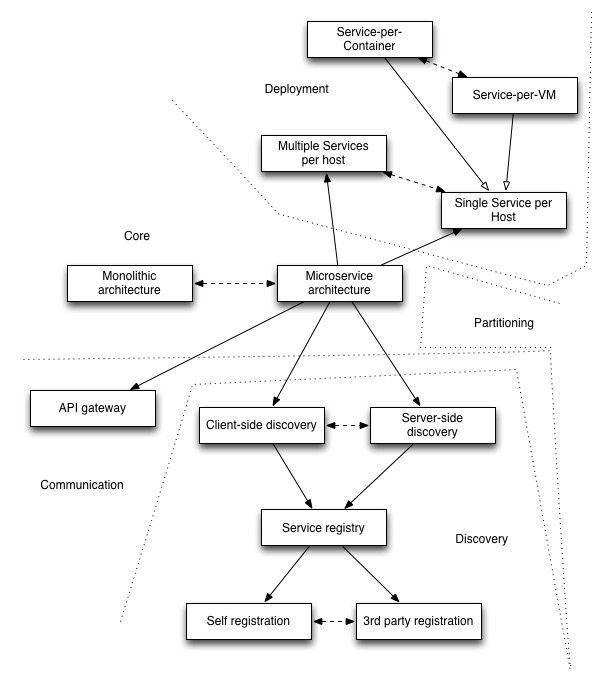 Service-per-
Container
Deployment
Service-per-VM
Multiple Services
per host
Single Service per
Host
Core
Monolithic
architecture
Microservice
architecture
Partitioning
API gateway
Client-side discovery
Server-side
discovery
Communication
Service registry
Discovery
Self registration
3rd party registration